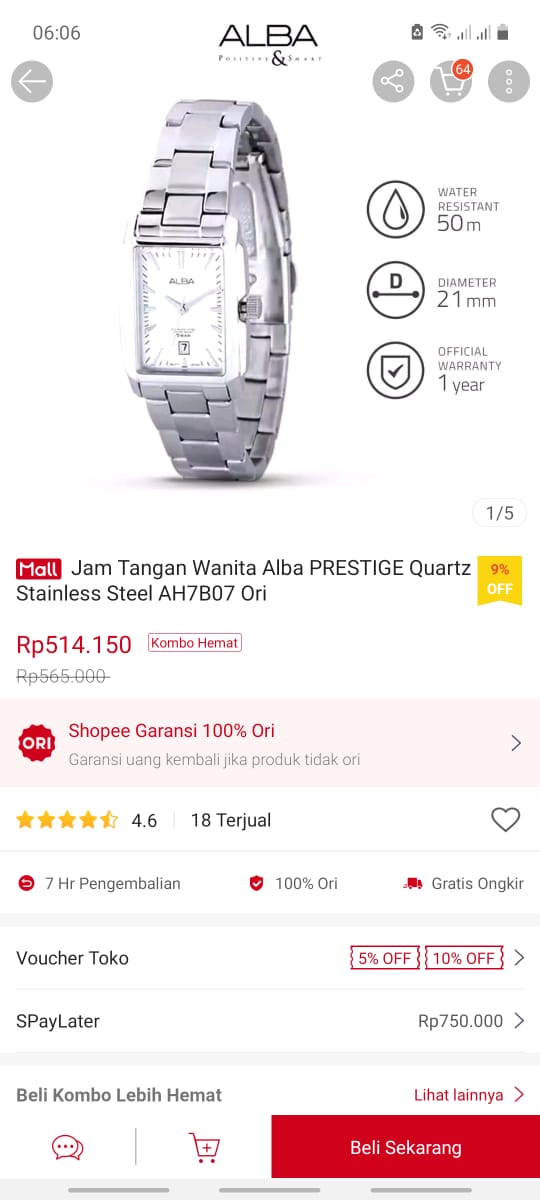 06:06
ALBA
POSITIVE & SMART
64
WATER
RESISTANT
50m
D
DIAMETER
21mm
OFFICIAL
WARRANTY
1 year
ALBA
7
1/5
Mall Jam Tangan Wanita Alba PRESTIGE Quartz
Stainless Steel AH7B07 Ori
9%
OFF
Rp514.150 Kombo Hemat
Rp565.000
ORI
Shopee Garansi 100% Ori
Garansi uang kembali jika produk tidak ori
4.6 18 Terjual
7 Hr Pengembalian 100% Ori Gratis Ongkir
Voucher Toko 5% OFF 10% OFF
SPayLater Rp750.000
Beli Kombo Lebih Hemat Lihat lainnya
Beli Sekarang